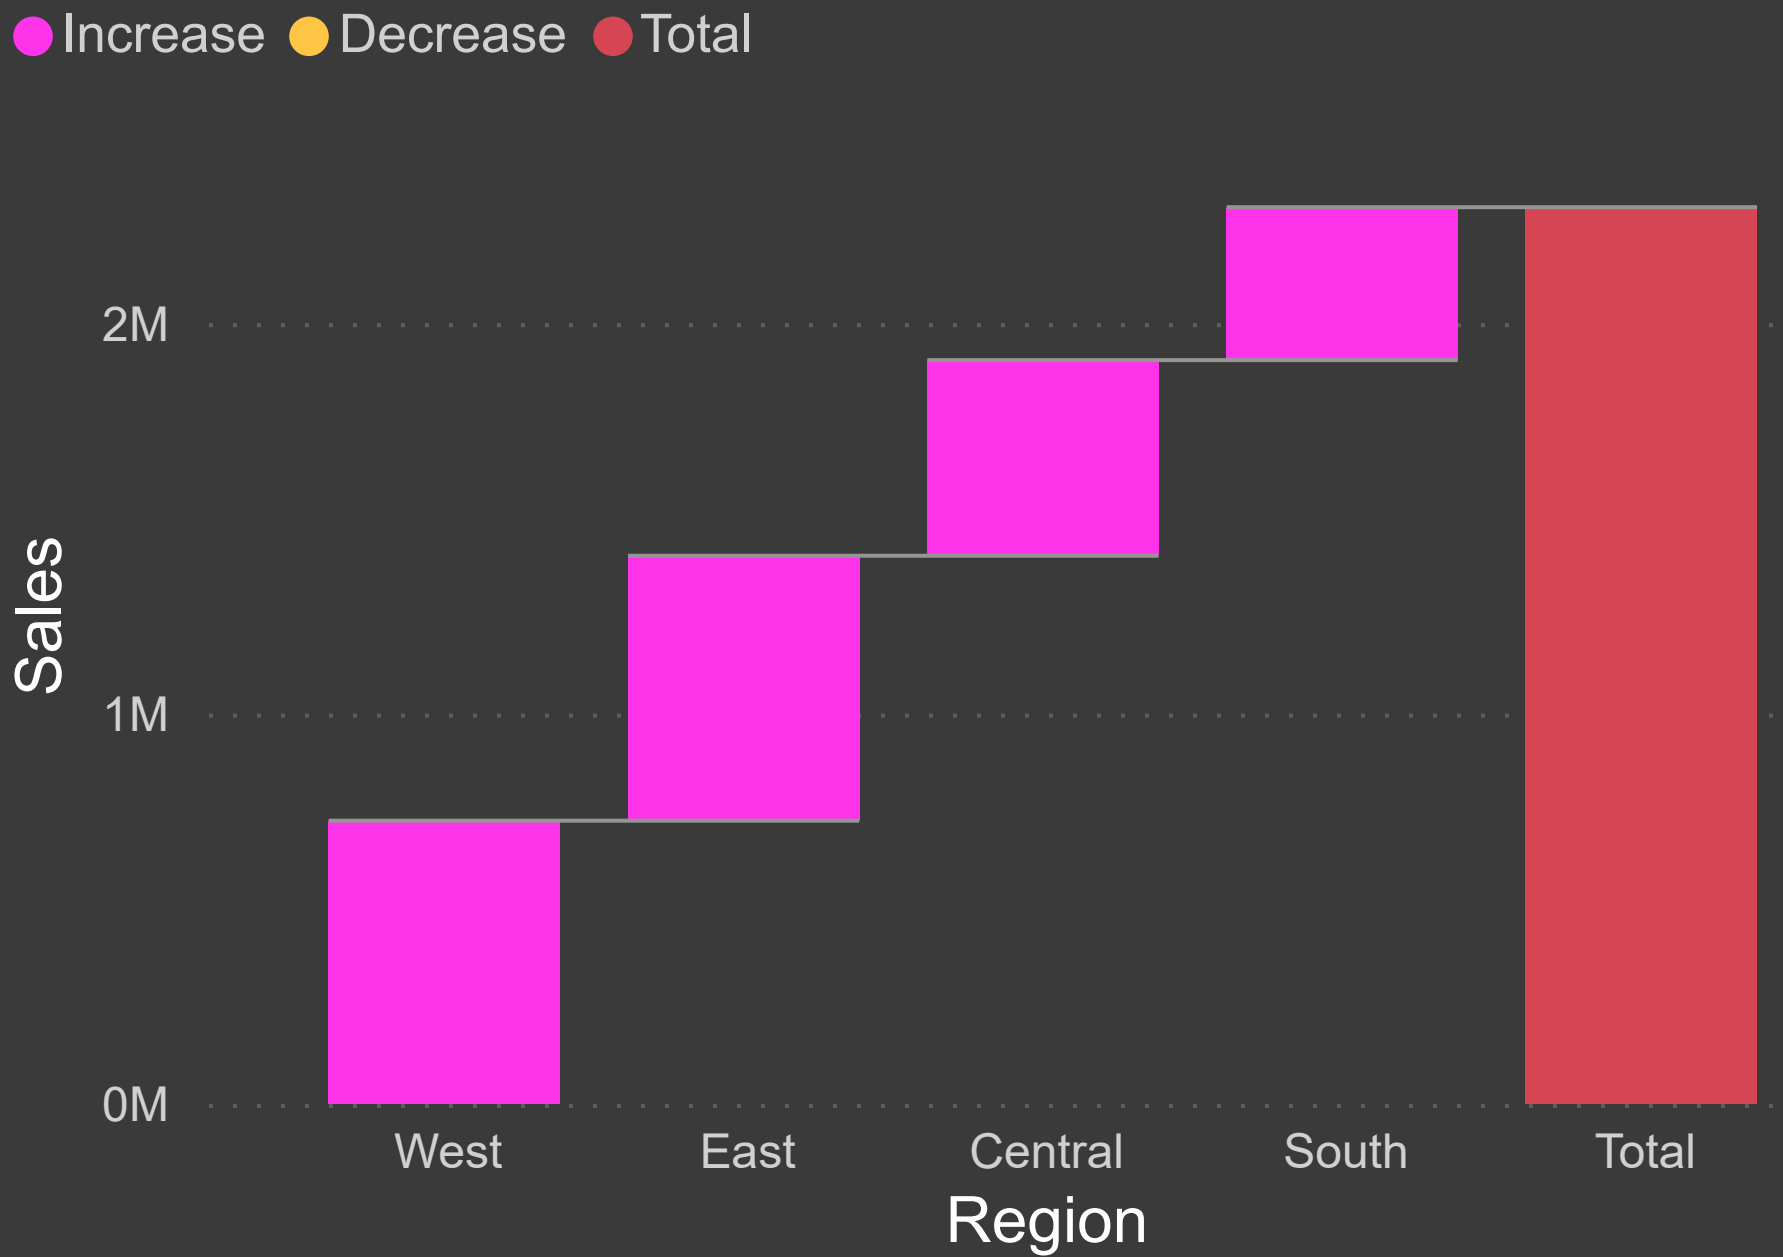 Increase Decrease Total
2M
1M
0M
Sales
West East Central South Total
Region